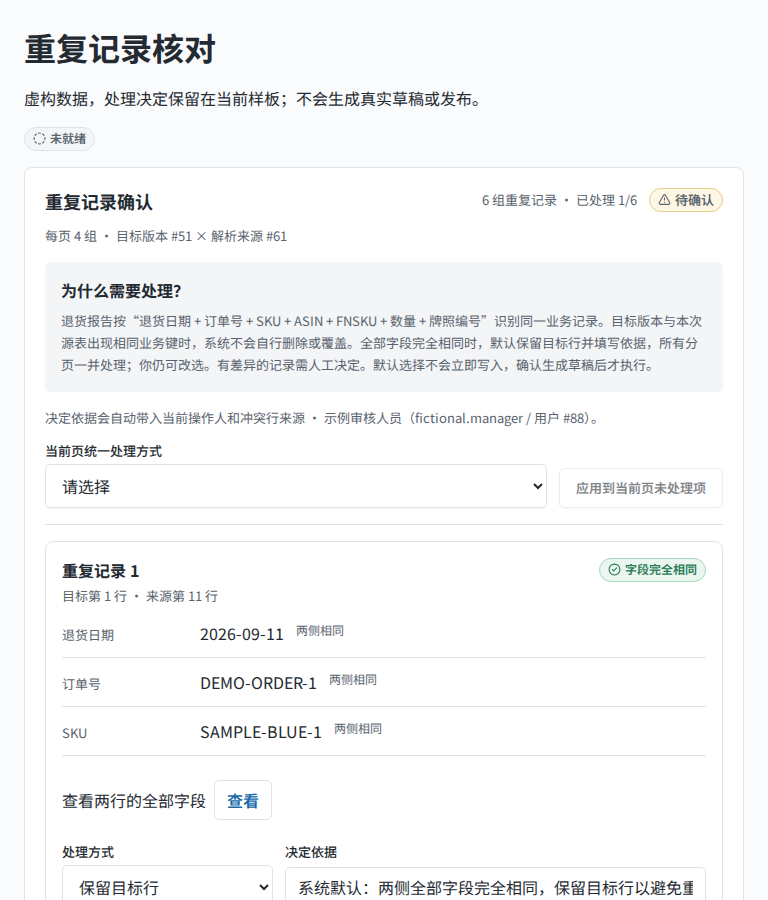 重复记录核对
虚构数据，处理决定保留在当前样板；不会生成真实草稿或发布。
未就绪
重复记录确认
6 组重复记录 · 已处理 1/6
待确认
每页 4 组 · 目标版本 #51 × 解析来源 #61
为什么需要处理？
退货报告按“退货日期 + 订单号 + SKU + ASIN + FNSKU + 数量 + 牌照编号”识别同一业务记录。目标版本与本次
源表出现相同业务键时，系统不会自行删除或覆盖。全部字段完全相同时，默认保留目标行并填写依据，所有分
页一并处理；你仍可改选。有差异的记录需人工决定。默认选择不会立即写入，确认生成草稿后才执行。
决定依据会自动带入当前操作人和冲突行来源 · 示例审核人员（fictional.manager / 用户 #88）。
当前页统一处理方式
请选择
应用到当前页未处理项
重复记录 1
字段完全相同
目标第 1 行 · 来源第 11 行
退货日期
2026-09-11 两侧相同
订单号
DEMO-ORDER-1 两侧相同
SKU
SAMPLE-BLUE-1 两侧相同
查看两行的全部字段 查看
处理方式
决定依据
保留目标行
系统默认：两侧全部字段完全相同，保留目标行以避免重